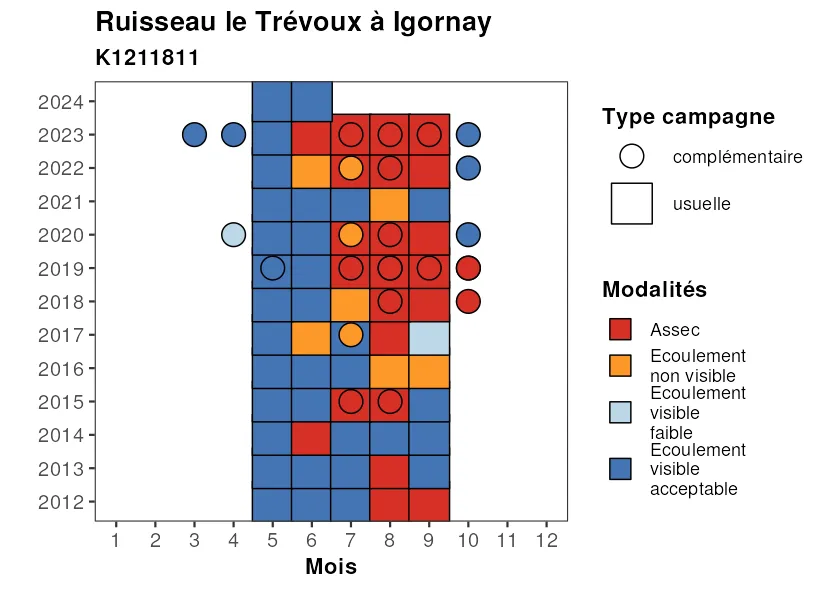 Ruisseau le Trévoux à Igornay
K1211811
2024
2023
2022
2021
2020
2019
2018
2017
2016
2015
2014
2013
2012
1 2 3 4 5 6 7 8 9 10 11 12
Mois
Type campagne
complémentaire
usuelle
Modalités
Assec
Ecoulement
non visible
Ecoulement
visible
faible
Ecoulement
visible
acceptable